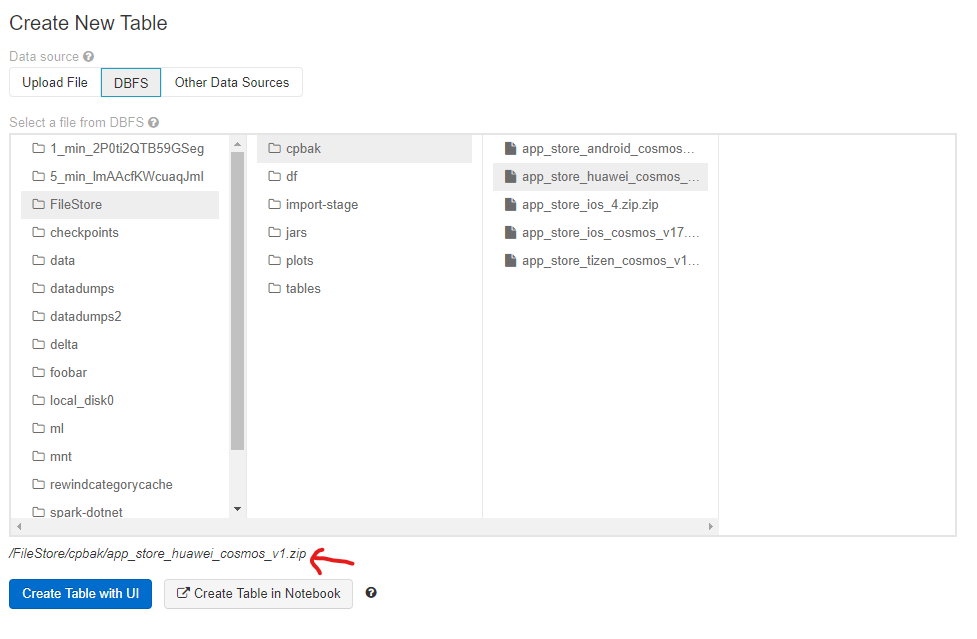 Create New Table
Data source
Upload File
DBFS
Other Data Sources
Select a file from DBFS
1_min_2P0ti2QTB59GSeg
5_min_lmAAcfKWcuaqJml
FileStore
checkpoints
data
datadumps
datadumps2
delta
foobar
local_disk0
ml
mnt
rewindcategorycache
spark-dotnet
cpbak
df
import-stage
jars
plots
tables
app_store_android_cosmos...
app_store_huawei_cosmos_...
app_store_ios_4.zip.zip
app_store_ios_cosmos_v17....
app_store_tizen_cosmos_v1...
/FileStore/cpbak/app_store_huawei_cosmos_v1.zip
Create Table with UI
Create Table in Notebook